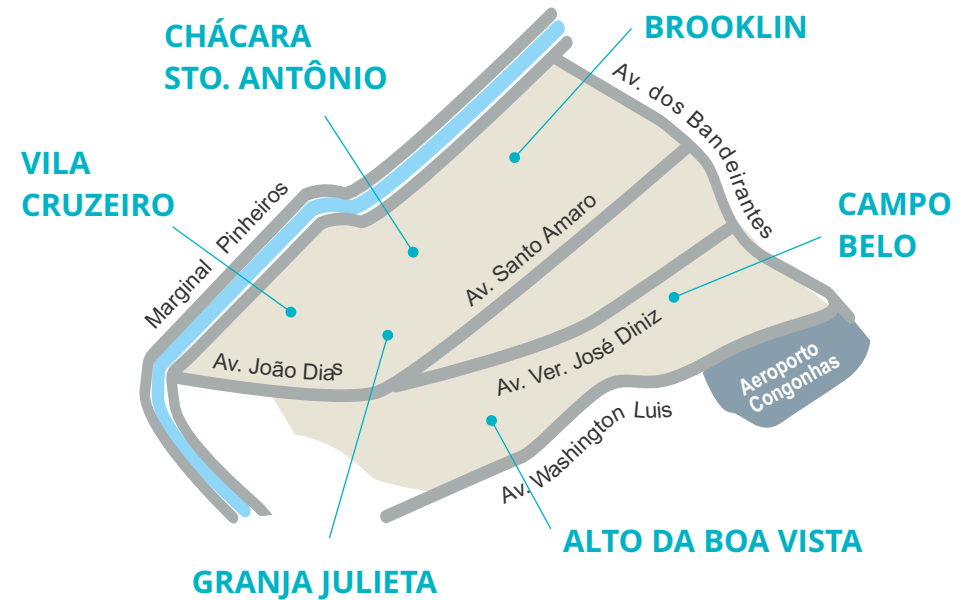 CHÁCARA
STO. ANTÔNIO
BROOKLIN
Av. dos Bandeirantes
VILA
CRUZEIRO
Marginal Pinheiros
Av. Santo Amaro
CAMPO
BELO
Av. João Dias
Av. Ver. José Diniz
Aeroporto
Congonhas
Av. Washington Luis
ALTO DA BOA VISTA
GRANJA JULIETA